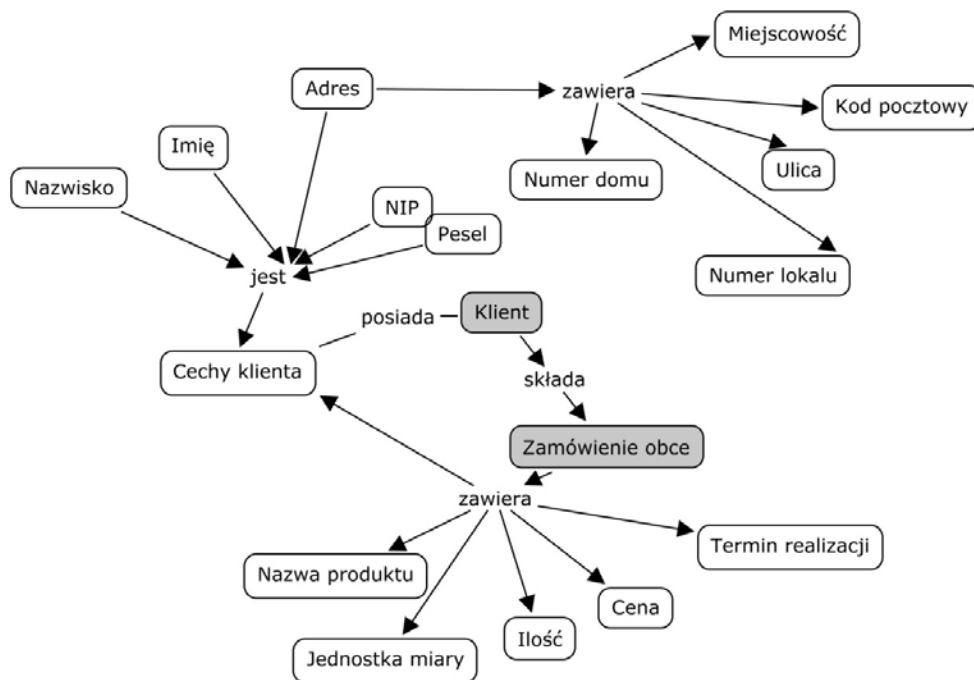 Miejscowość
Adres
zawiera
Kod pocztowy
Imię
Ulica
Nazwisko
Numer domu
NIP
Pesel
jest
Numer lokalu
posiada
Klient
Cechy klienta
składa
Zamówienie obce
zawiera
Termin realizacji
Nazwa produktu
Cena
Ilość
Jednostka miary